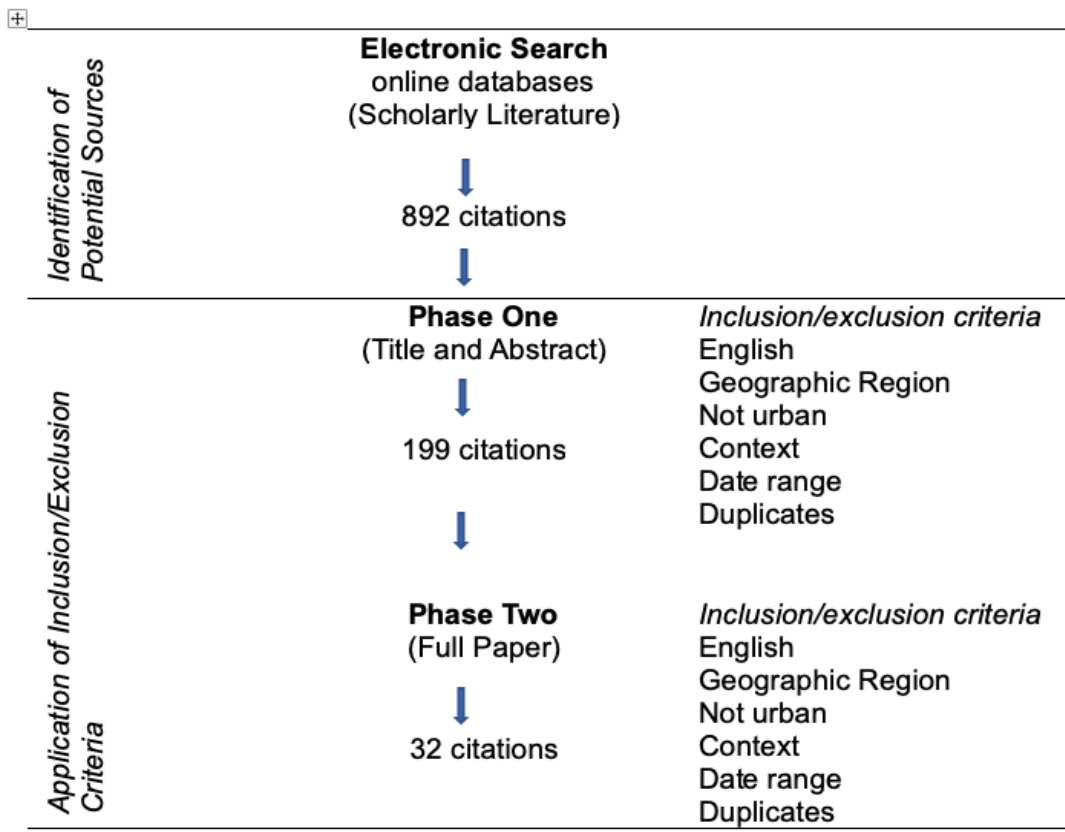 Identification of
Potential Sources
Electronic Search
online databases
(Scholarly Literature)
892 citations
Application of Inclusion/Exclusion
Criteria
Phase One
(Title and Abstract)
199 citations
Inclusion/exclusion criteria
English
Geographic Region
Not urban
Context
Date range
Duplicates
Phase Two
(Full Paper)
32 citations
Inclusion/exclusion criteria
English
Geographic Region
Not urban
Context
Date range
Duplicates